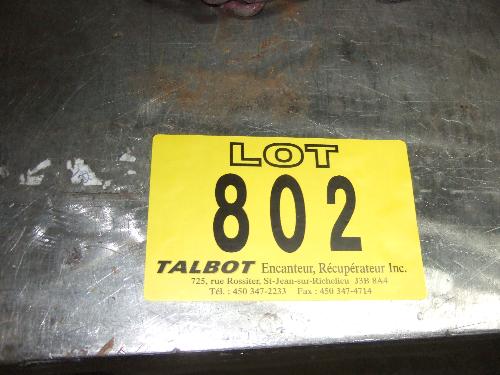 LOT
802
TALBOT Encanteur, Récupérateur Inc.
725, rue Rossiter, St-Jean-sur-Richelieu J3B 8A4
Tél. : 450 347-2233 Fax : 450 347-4714